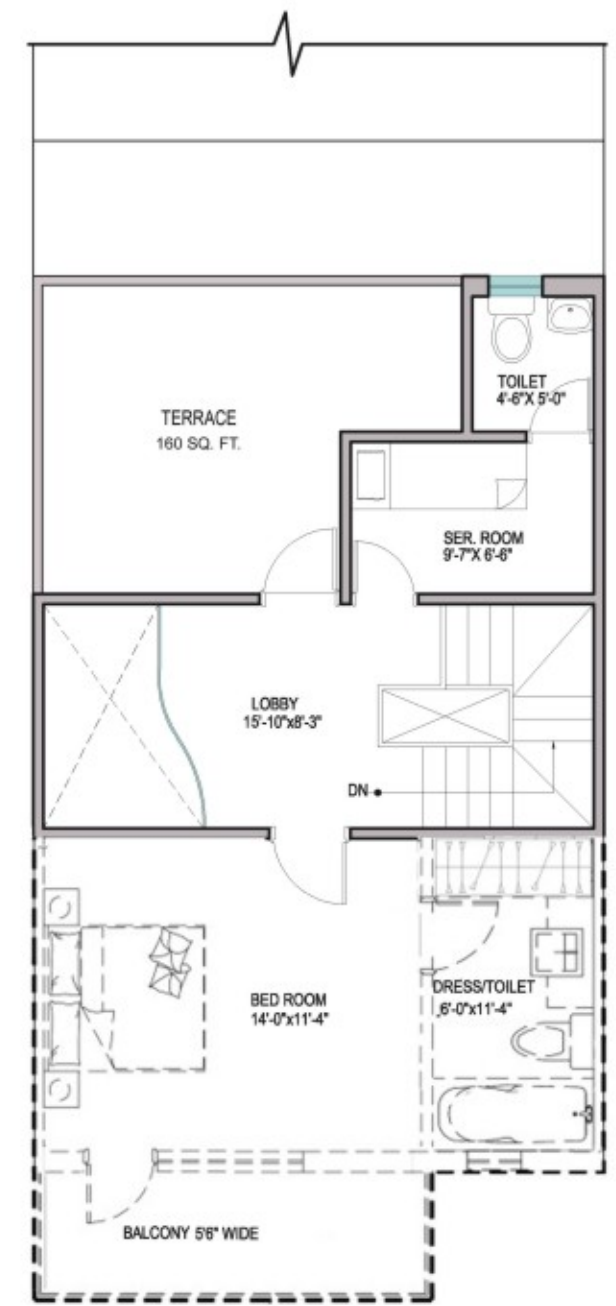 TOILET
4'-6"X 5'-0"
TERRACE
160 SQ. FT.
SER. ROOM
9'-7"X 6'-6"
LOBBY
15'-10"x8'-3"
DN
BED ROOM
14'-0"x11'-4"
DRESS/TOILET
6'-0"x11'-4"
BALCONY 5'6" WIDE